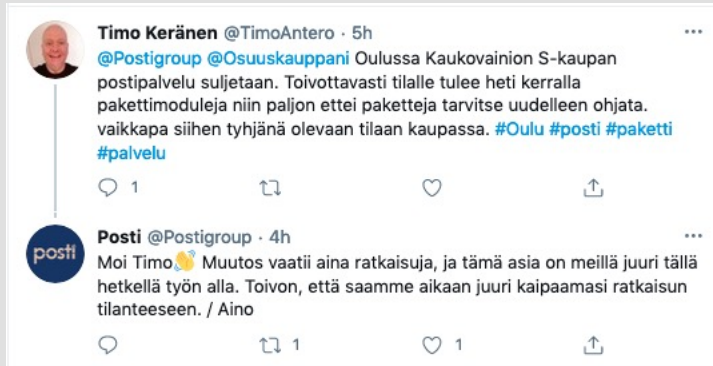 Timo Keränen @TimoAntero · 5h
@Postigroup @Osuuskauppani Oulussa Kaukovainion S-kaupan
postipalvelu suljetaan. Toivottavasti tilalle tulee heti kerralla
pakettimoduleja niin paljon ettei paketteja tarvitse uudelleen ohjata.
vaikkapa siihen tyhjänä olevaan tilaan kaupassa. #Oulu #posti #paketti
#palvelu
1
posti
Posti @Postigroup · 4h
Moi Timo👋 Muutos vaatii aina ratkaisuja, ja tämä asia on meillä juuri tällä
hetkellä työn alla. Toivon, että saamme aikaan juuri kaipaamasi ratkaisun
tilanteeseen. / Aino
1 1